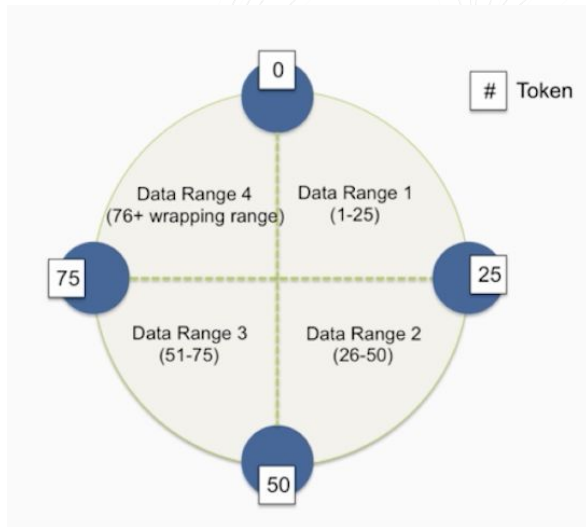 0
# Token
Data Range 4
(76+ wrapping range)
Data Range 1
(1-25)
75
25
Data Range 3
(51-75)
Data Range 2
(26-50)
50